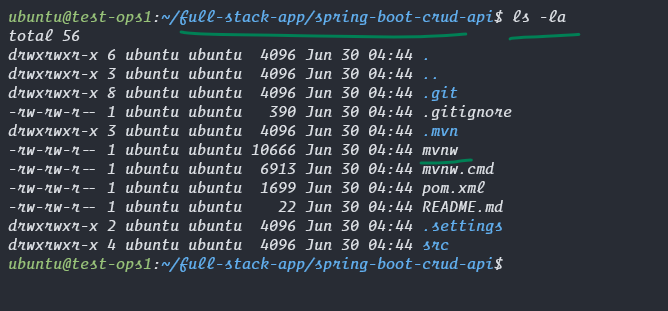 ubuntu@test-ops1:~/full-stack-app/spring-boot-crud-api$ ls -la
total 56
drwxrwxr-x 6 ubuntu ubuntu  4096 Jun 30 04:44 .
drwxrwxr-x 3 ubuntu ubuntu  4096 Jun 30 04:44 ..
drwxrwxr-x 8 ubuntu ubuntu  4096 Jun 30 04:44 .git
-rw-rw-r-- 1 ubuntu ubuntu   390 Jun 30 04:44 .gitignore
drwxrwxr-x 3 ubuntu ubuntu  4096 Jun 30 04:44 .mvn
-rw-rw-r-- 1 ubuntu ubuntu 10666 Jun 30 04:44 mvnw
-rw-rw-r-- 1 ubuntu ubuntu  6913 Jun 30 04:44 mvnw.cmd
-rw-rw-r-- 1 ubuntu ubuntu  1699 Jun 30 04:44 pom.xml
-rw-rw-r-- 1 ubuntu ubuntu    22 Jun 30 04:44 README.md
drwxrwxr-x 2 ubuntu ubuntu  4096 Jun 30 04:44 .settings
drwxrwxr-x 4 ubuntu ubuntu  4096 Jun 30 04:44 src
ubuntu@test-ops1:~/full-stack-app/spring-boot-crud-api$